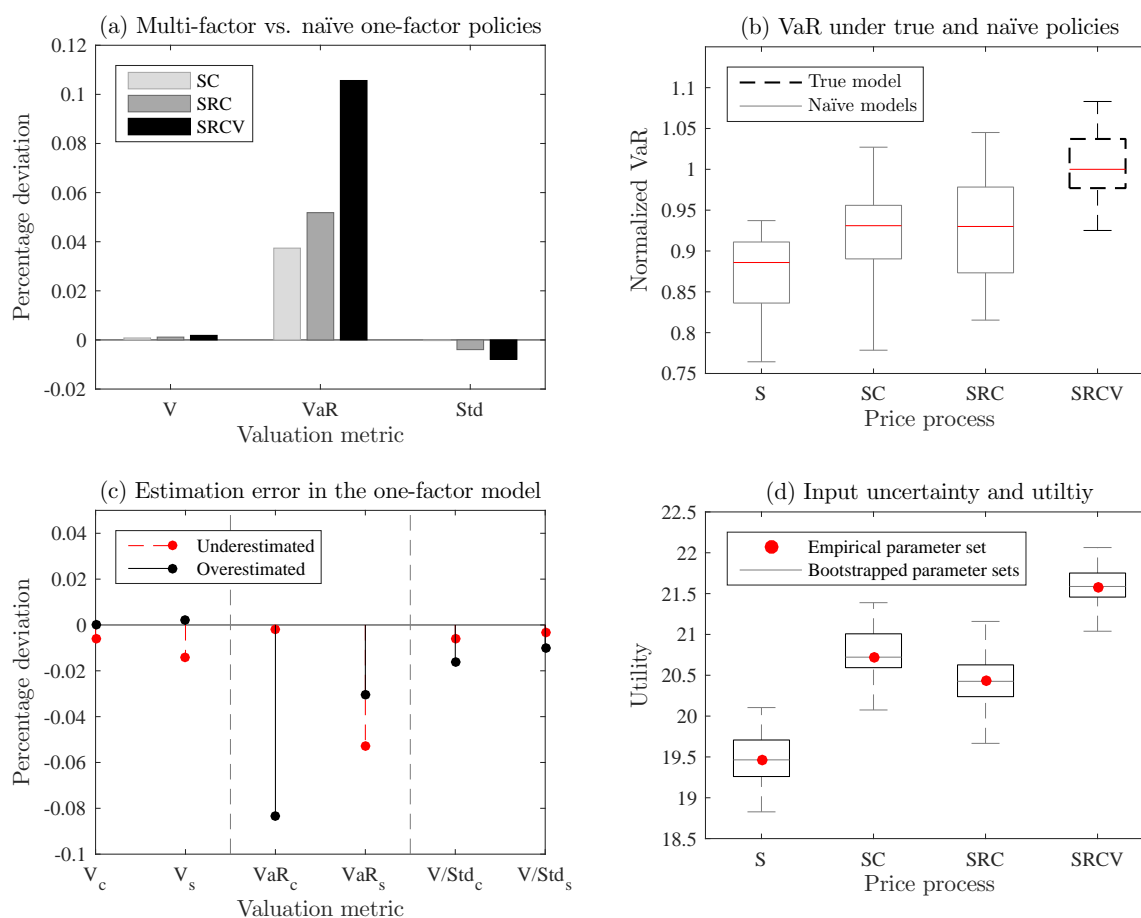 (a) Multi-factor vs. naïve one-factor policies
0.12
0.1
0.08
0.06
0.04
0.02
0
-0.02
Percentage deviation
SC
SRC
SRCV
V VaR Std
Valuation metric
(b) VaR under true and naïve policies
1.1
1.05
1
0.95
0.9
0.85
0.8
0.75
Normalized VaR
True model
Naïve models
S SC SRC SRCV
Price process
(c) Estimation error in the one-factor model
0.04
0.02
0
-0.02
-0.04
-0.06
-0.08
-0.1
Percentage deviation
Underestimated
Overestimated
V_c V_s VaR_c VaR_s V/Std_c V/Std_s
Valuation metric
(d) Input uncertainty and utiltiy
22.5
22
21.5
21
20.5
20
19.5
19
18.5
Utility
Empirical parameter set
Bootstrapped parameter sets
S SC SRC SRCV
Price process